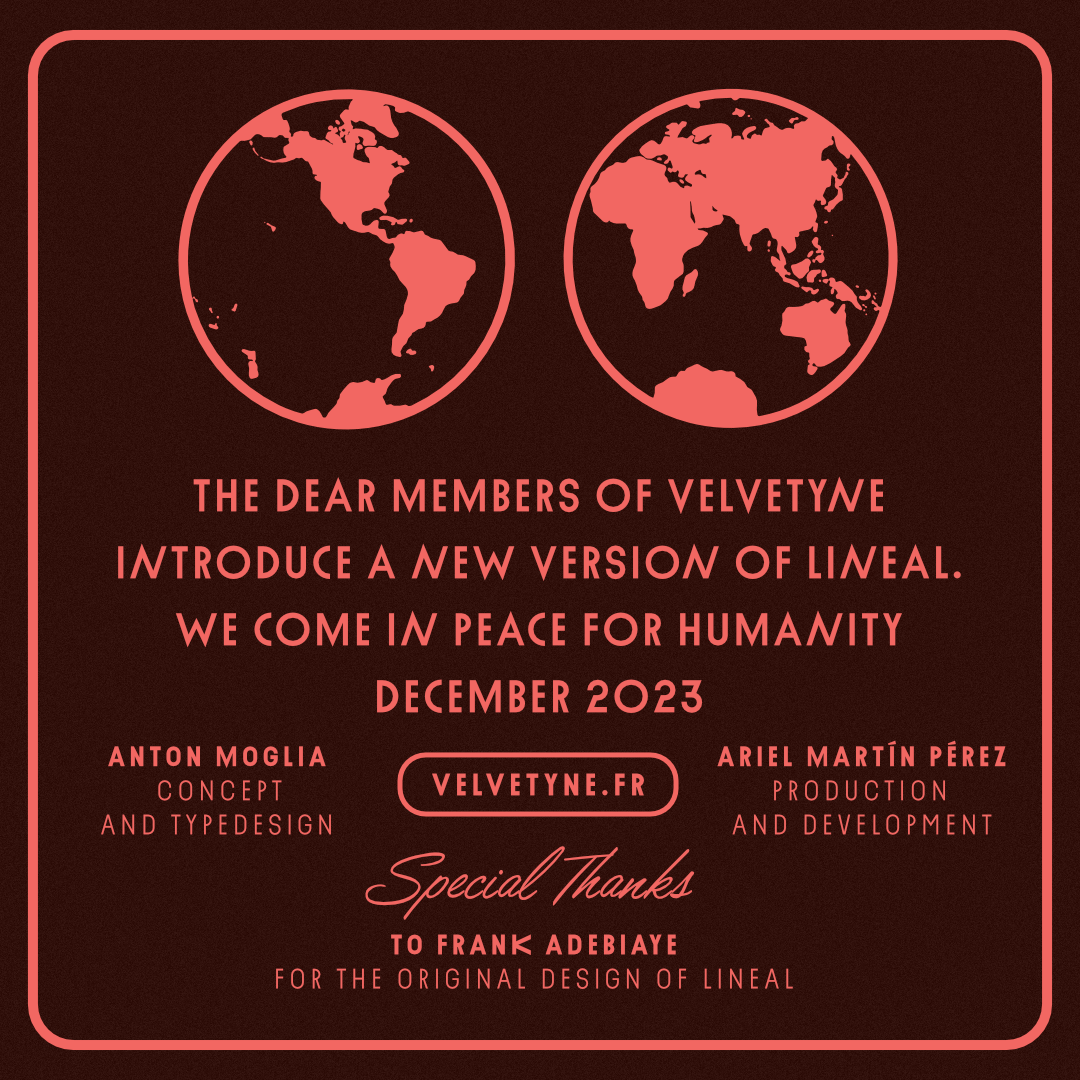 THE DEAR MEMBERS OF VELVETYNE
INTRODUCE A NEW VERSION OF LINEAL.
WE COME IN PEACE FOR HUMANITY
DECEMBER 2023
ANTON MOGLIA
CONCEPT
AND TYPEDESIGN
VELVETYNE.FR
ARIEL MARTÍN PÉREZ
PRODUCTION
AND DEVELOPMENT
Special Thanks
TO FRANK ADEBIAYE
FOR THE ORIGINAL DESIGN OF LINEAL